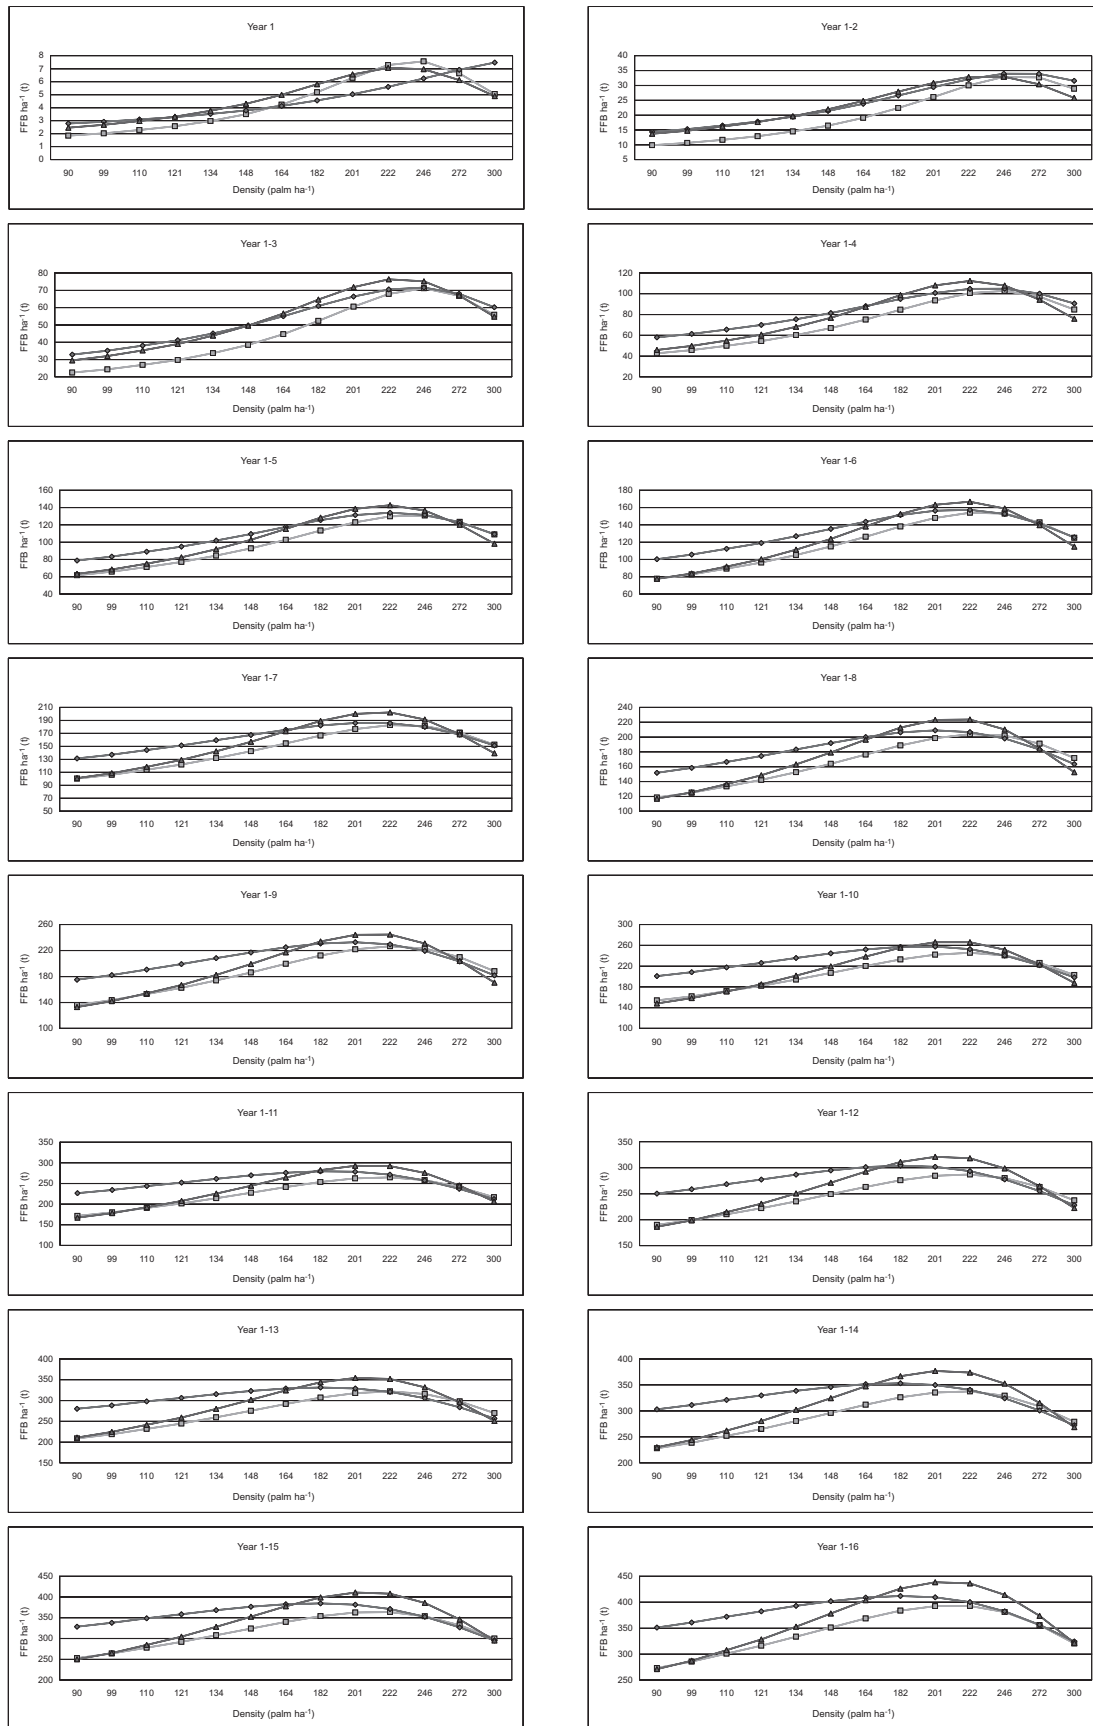 Year 1
FFB ha-1 (t)
8
7
6
5
4
3
2
1
0
90 99 110 121 134 148 164 182 201 222 246 272 300
Density (palm ha-1)
Year 1-2
FFB ha-1 (t)
40
35
30
25
20
15
10
5
90 99 110 121 134 148 164 182 201 222 246 272 300
Density (palm ha-1)
Year 1-3
FFB ha-1 (t)
80
70
60
50
40
30
20
90 99 110 121 134 148 164 182 201 222 246 272 300
Density (palm ha-1)
Year 1-4
FFB ha-1 (t)
120
100
80
60
40
20
90 99 110 121 134 148 164 182 201 222 246 272 300
Density (palm ha-1)
Year 1-5
FFB ha-1 (t)
160
140
120
100
80
60
40
90 99 110 121 134 148 164 182 201 222 246 272 300
Density (palm ha-1)
Year 1-6
FFB ha-1 (t)
180
160
140
120
100
80
60
90 99 110 121 134 148 164 182 201 222 246 272 300
Density (palm ha-1)
Year 1-7
FFB ha-1 (t)
210
190
170
150
130
110
90
70
50
90 99 110 121 134 148 164 182 201 222 246 272 300
Density (palm ha-1)
Year 1-8
FFB ha-1 (t)
240
220
200
180
160
140
120
100
90 99 110 121 134 148 164 182 201 222 246 272 300
Density (palm ha-1)
Year 1-9
FFB ha-1 (t)
260
220
180
140
100
90 99 110 121 134 148 164 182 201 222 246 272 300
Density (palm ha-1)
Year 1-10
FFB ha-1 (t)
300
260
220
180
140
100
90 99 110 121 134 148 164 182 201 222 246 272 300
Density (palm ha-1)
Year 1-11
FFB ha-1 (t)
350
300
250
200
150
100
90 99 110 121 134 148 164 182 201 222 246 272 300
Density (palm ha-1)
Year 1-12
FFB ha-1 (t)
350
300
250
200
150
90 99 110 121 134 148 164 182 201 222 246 272 300
Density (palm ha-1)
Year 1-13
FFB ha-1 (t)
400
350
300
250
200
150
90 99 110 121 134 148 164 182 201 222 246 272 300
Density (palm ha-1)
Year 1-14
FFB ha-1 (t)
400
350
300
250
200
90 99 110 121 134 148 164 182 201 222 246 272 300
Density (palm ha-1)
Year 1-15
FFB ha-1 (t)
450
400
350
300
250
200
90 99 110 121 134 148 164 182 201 222 246 272 300
Density (palm ha-1)
Year 1-16
FFB ha-1 (t)
450
400
350
300
250
90 99 110 121 134 148 164 182 201 222 246 272 300
Density (palm ha-1)